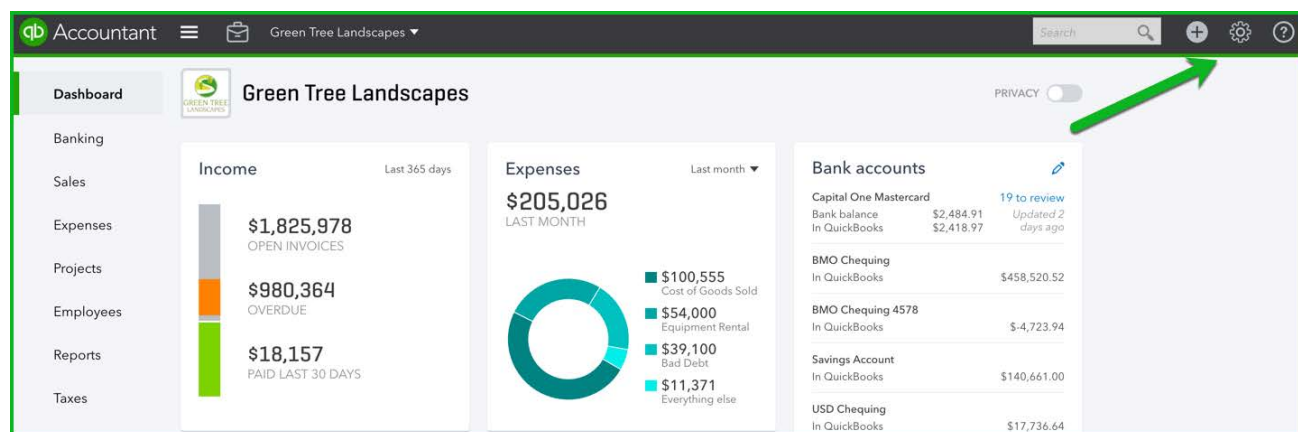 qb Accountant
Green Tree Landscapes
Search
Dashboard
Banking
Sales
Expenses
Projects
Employees
Reports
Taxes
GREEN TREE
LANDSCAPES
Green Tree Landscapes
PRIVACY
Income
Last 365 days
$1,825,978
OPEN INVOICES
$980,364
OVERDUE
$18,157
PAID LAST 30 DAYS
Expenses
Last month
$205,026
LAST MONTH
$100,555
Cost of Goods Sold
$54,000
Equipment Rental
$39,100
Bad Debt
$11,371
Everything else
Bank accounts
Capital One Mastercard 19 to review
Bank balance $2,484.91 Updated 2
In QuickBooks $2,418.97 days ago
BMO Chequing
In QuickBooks $458,520.52
BMO Chequing 4578
In QuickBooks $-4,723.94
Savings Account
In QuickBooks $140,661.00
USD Chequing
In QuickBooks $17,736.64